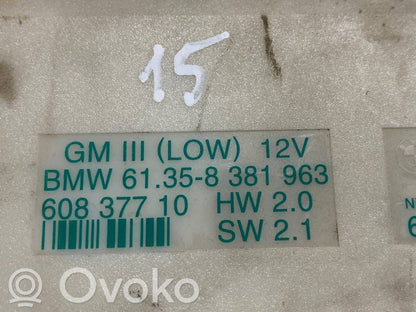 15
GM III (LOW) 12V
BMW 61.35-8 381 963
608 377 10 HW 2.0
SW 2.1
Ovoko